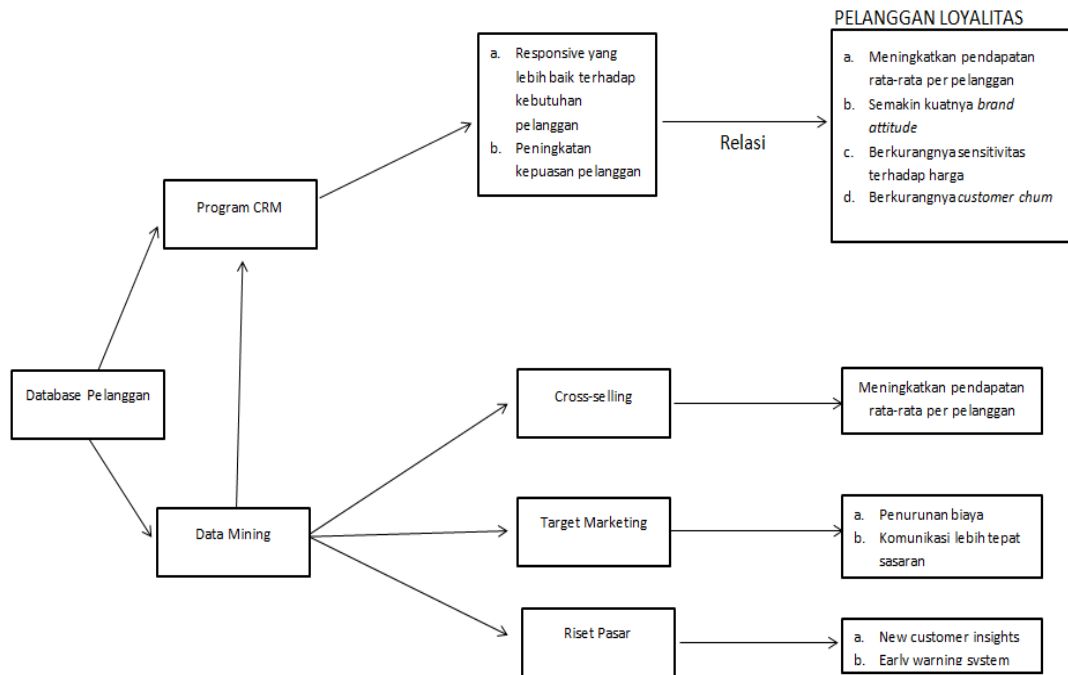 PELANGGAN LOYALITAS
a. Responsive yang
lebih baik terhadap
kebutuhan
pelanggan
b. Peningkatan
kepuasan pelanggan
Relasi
a. Meningkatkan pendapatan
rata-rata per pelanggan
b. Semakin kuatnya brand
attitude
c. Berkurangnya sensitivitas
terhadap harga
d. Berkurangnya customer chum
Program CRM
Database Pelanggan
Data Mining
Cross-selling
Meningkatkan pendapatan
rata-rata per pelanggan
Target Marketing
a. Penurunan biaya
b. Komunikasi lebih tepat
sasaran
Riset Pasar
a. New customer insights
b. Early warning system